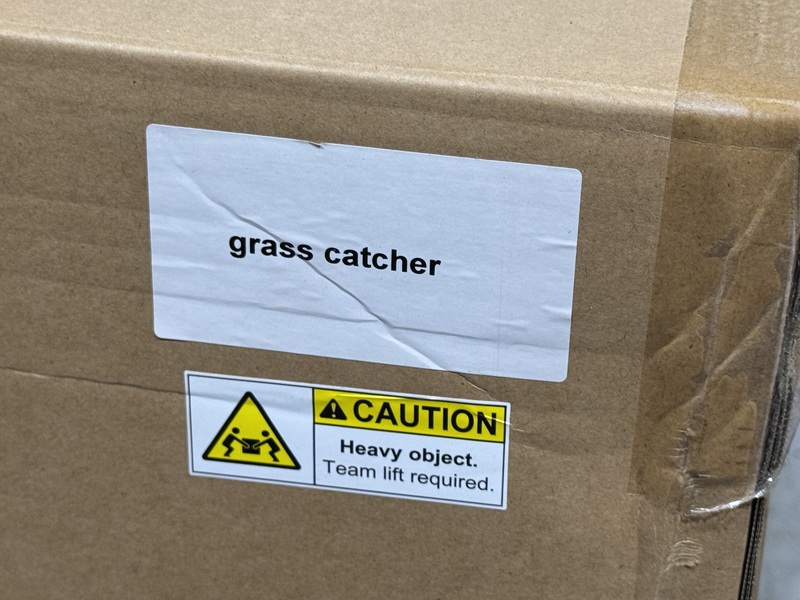 grass catcher
CAUTION
Heavy object.
Team lift required.